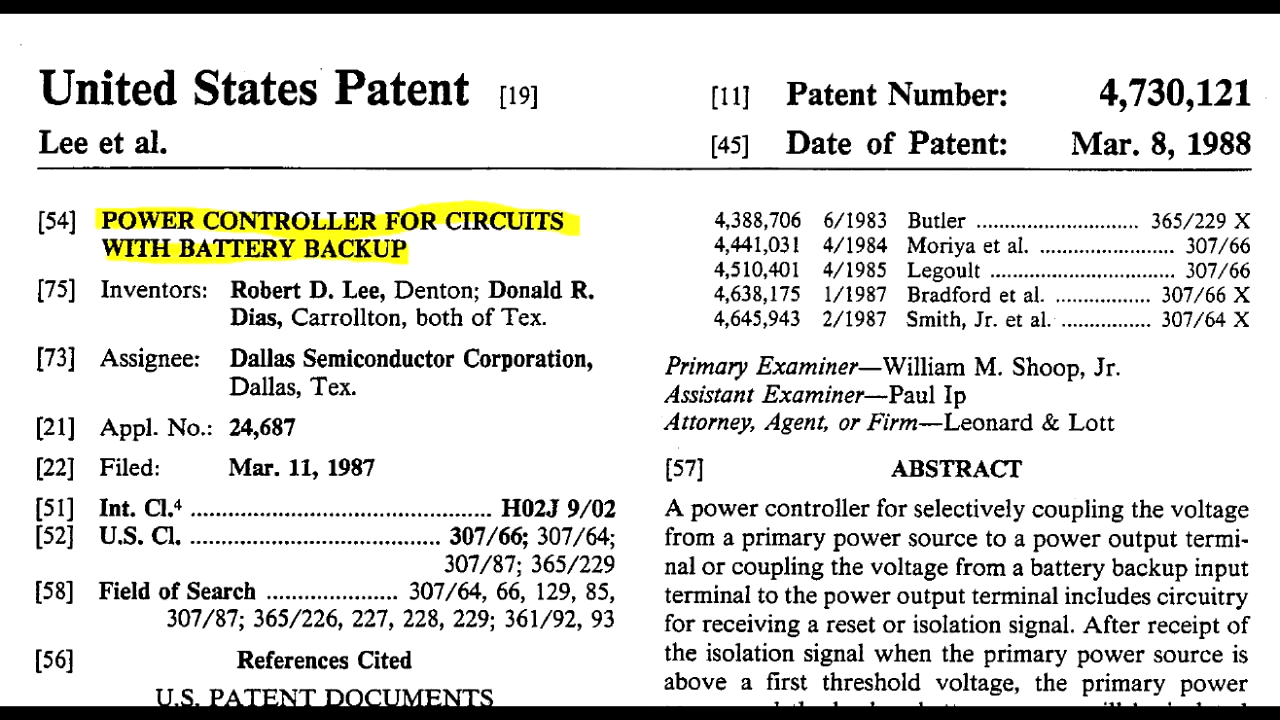 United States Patent [19]
Lee et al.
[11] Patent Number: 4,730,121
[45] Date of Patent: Mar. 8, 1988
[54] POWER CONTROLLER FOR CIRCUITS
WITH BATTERY BACKUP
[75] Inventors: Robert D. Lee, Denton; Donald R.
Dias, Carrollton, both of Tex.
[73] Assignee: Dallas Semiconductor Corporation,
Dallas, Tex.
[21] Appl. No.: 24,687
[22] Filed: Mar. 11, 1987
[51] Int. Cl.⁴ ............................................. H02J 9/02
[52] U.S. Cl. ...................................... 307/66; 307/64;
307/87; 365/229
[58] Field of Search ..................... 307/64, 66, 129, 85,
307/87; 365/226, 227, 228, 229; 361/92, 93
[56] References Cited
U.S. PATENT DOCUMENTS
4,388,706 6/1983 Butler ........................... 365/229 X
4,441,031 4/1984 Moriya et al. ...................... 307/66
4,510,401 4/1985 Legoult ............................... 307/66
4,638,175 1/1987 Bradford et al. ................ 307/66 X
4,645,943 2/1987 Smith, Jr. et al. ............... 307/64 X
Primary Examiner—William M. Shoop, Jr.
Assistant Examiner—Paul Ip
Attorney, Agent, or Firm—Leonard & Lott
[57] ABSTRACT
A power controller for selectively coupling the voltage
from a primary power source to a power output termi-
nal or coupling the voltage from a battery backup input
terminal to the power output terminal includes circuitry
for receiving a reset or isolation signal. After receipt of
the isolation signal when the primary power source is
above a first threshold voltage, the primary power